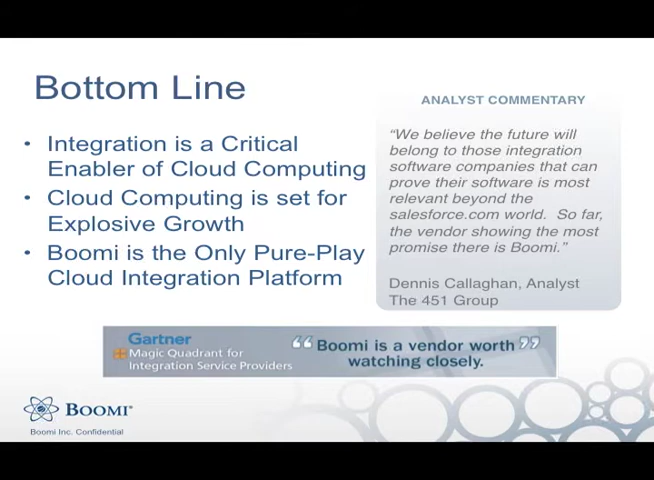 Bottom Line
• Integration is a Critical
Enabler of Cloud Computing
• Cloud Computing is set for
Explosive Growth
• Boomi is the Only Pure-Play
Cloud Integration Platform
ANALYST COMMENTARY
“We believe the future will
belong to those integration
software companies that can
prove their software is most
relevant beyond the
salesforce.com world.  So far,
the vendor showing the most
promise there is Boomi.”
Dennis Callaghan, Analyst
The 451 Group
Gartner
Magic Quadrant for
Integration Service Providers
“Boomi is a vendor worth”
watching closely.
BOOMI®
Boomi Inc. Confidential